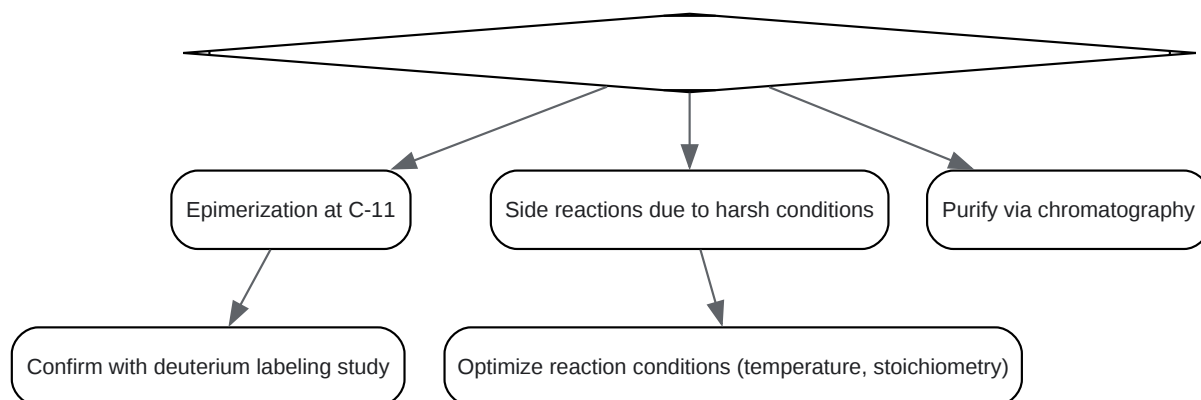 Epimerization at C-11
Side reactions due to harsh conditions
Purify via chromatography
Confirm with deuterium labeling study
Optimize reaction conditions (temperature, stoichiometry)